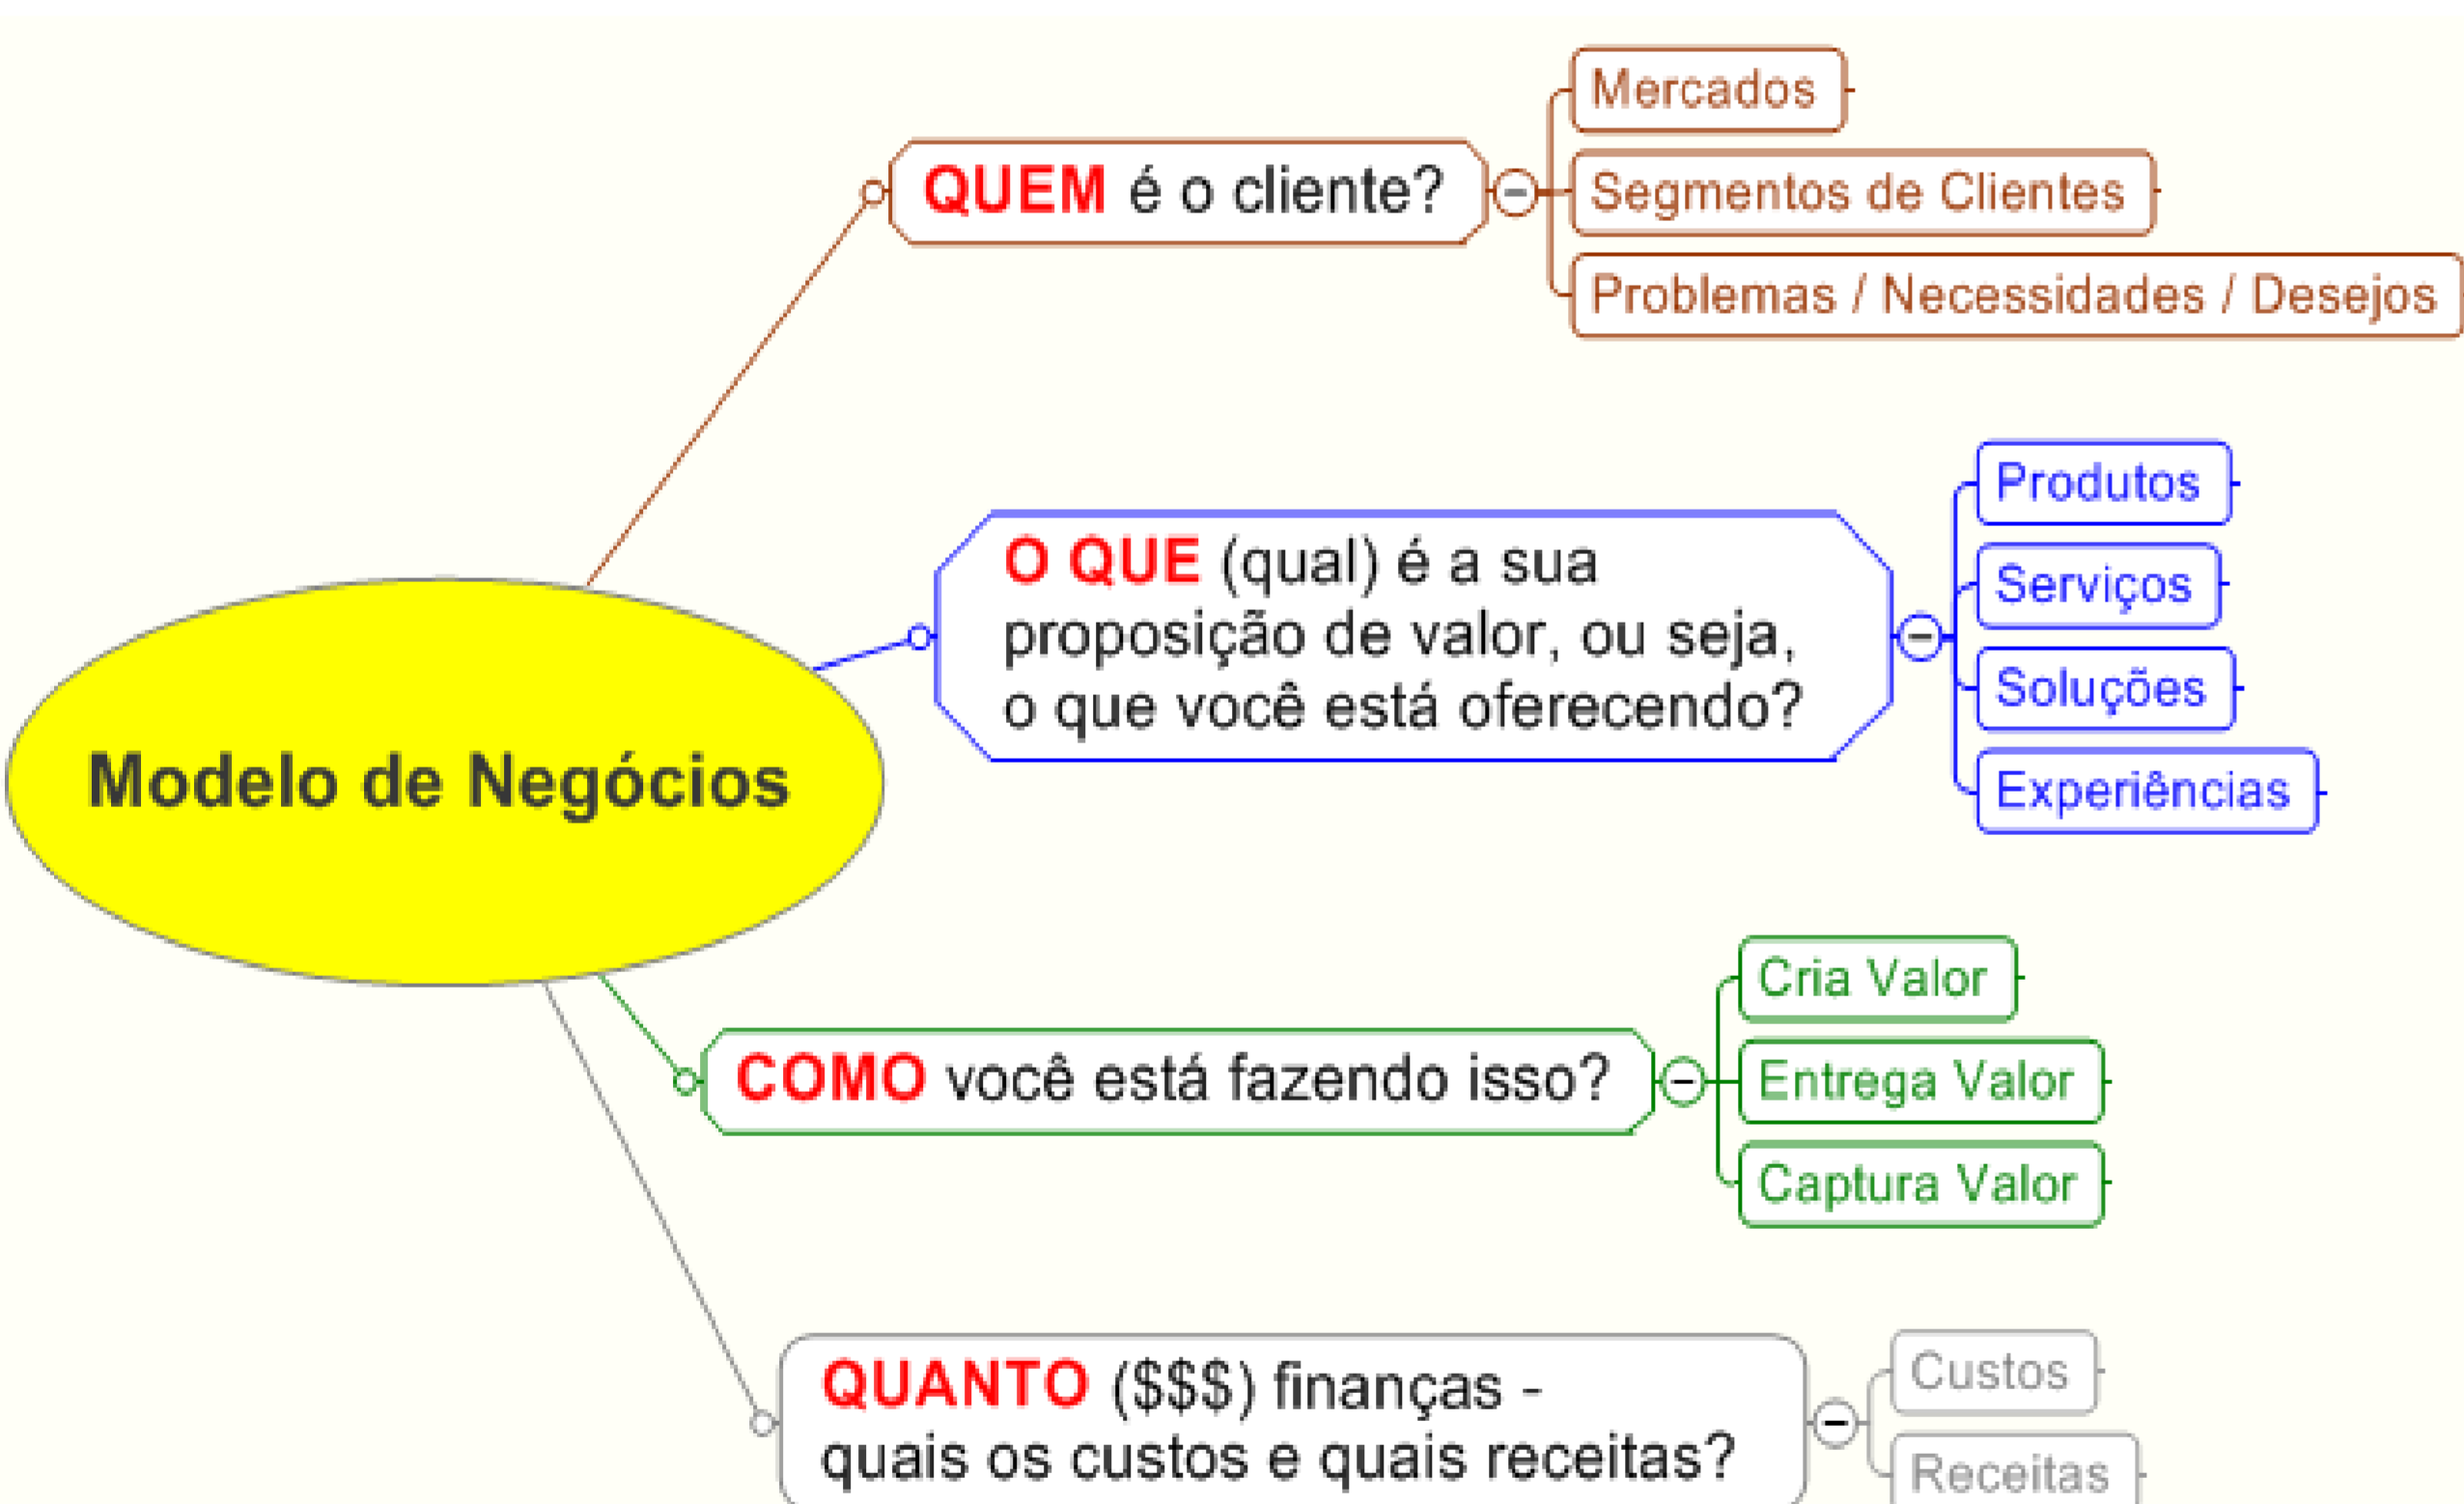 QUEM é o cliente?
Mercados
Segmentos de Clientes
Problemas / Necessidades / Desejos
O QUE (qual) é a sua
proposição de valor, ou seja,
o que você está oferecendo?
Produtos
Serviços
Soluções
Experiências
Modelo de Negócios
COMO você está fazendo isso?
Cria Valor
Entrega Valor
Captura Valor
QUANTO ($$$) finanças -
quais os custos e quais receitas?
Custos
Receitas